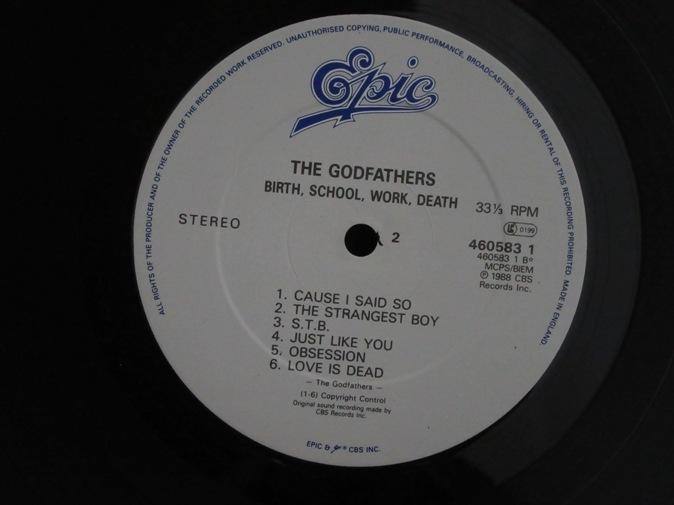 ALL RIGHTS OF THE PRODUCER AND OF THE OWNER OF THE RECORDED WORK RESERVED. UNAUTHORISED COPYING, PUBLIC PERFORMANCE, BROADCASTING, HIRING OR RENTAL OF THIS RECORDING PROHIBITED. MADE IN ENGLAND.
Epic
THE GODFATHERS
BIRTH, SCHOOL, WORK, DEATH
STEREO
33⅓ RPM
LC 0199
2
460583 1
460583 1 B*
MCPS/BIEM
℗ 1988 CBS
Records Inc.
1. CAUSE I SAID SO
2. THE STRANGEST BOY
3. S.T.B.
4. JUST LIKE YOU
5. OBSESSION
6. LOVE IS DEAD
– The Godfathers –
(1-6) Copyright Control
Original sound recording made by
CBS Records Inc.
EPIC & ® CBS INC.